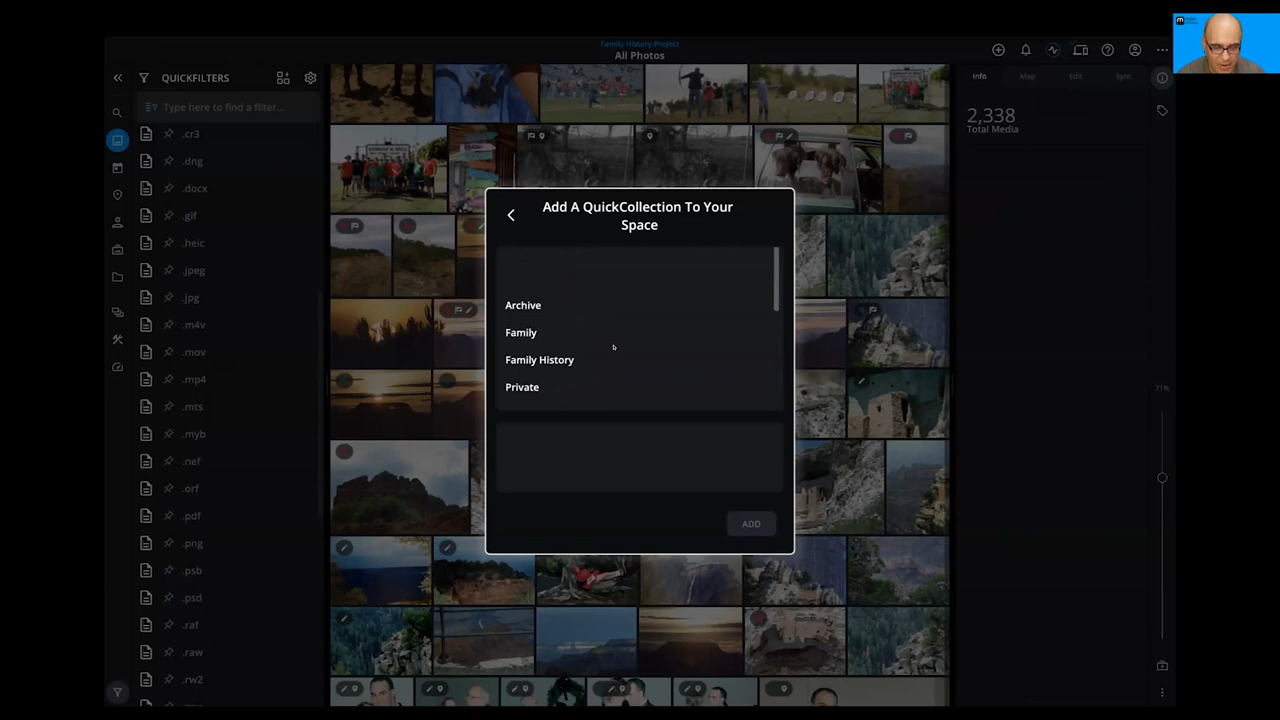 Family History Project
All Photos
QUICKFILTERS
Type here to find a filter...
.cr3
.dng
.docx
.gif
.heic
.jpeg
.jpg
.m4v
.mov
.mp4
.mts
.myb
.nef
.orf
.pdf
.png
.psb
.psd
.raf
.raw
.rw2
Add A QuickCollection To Your
Space
Archive
Family
Family History
Private
ADD
Info
Map
Edit
Sync
2,338
Total Media
71%